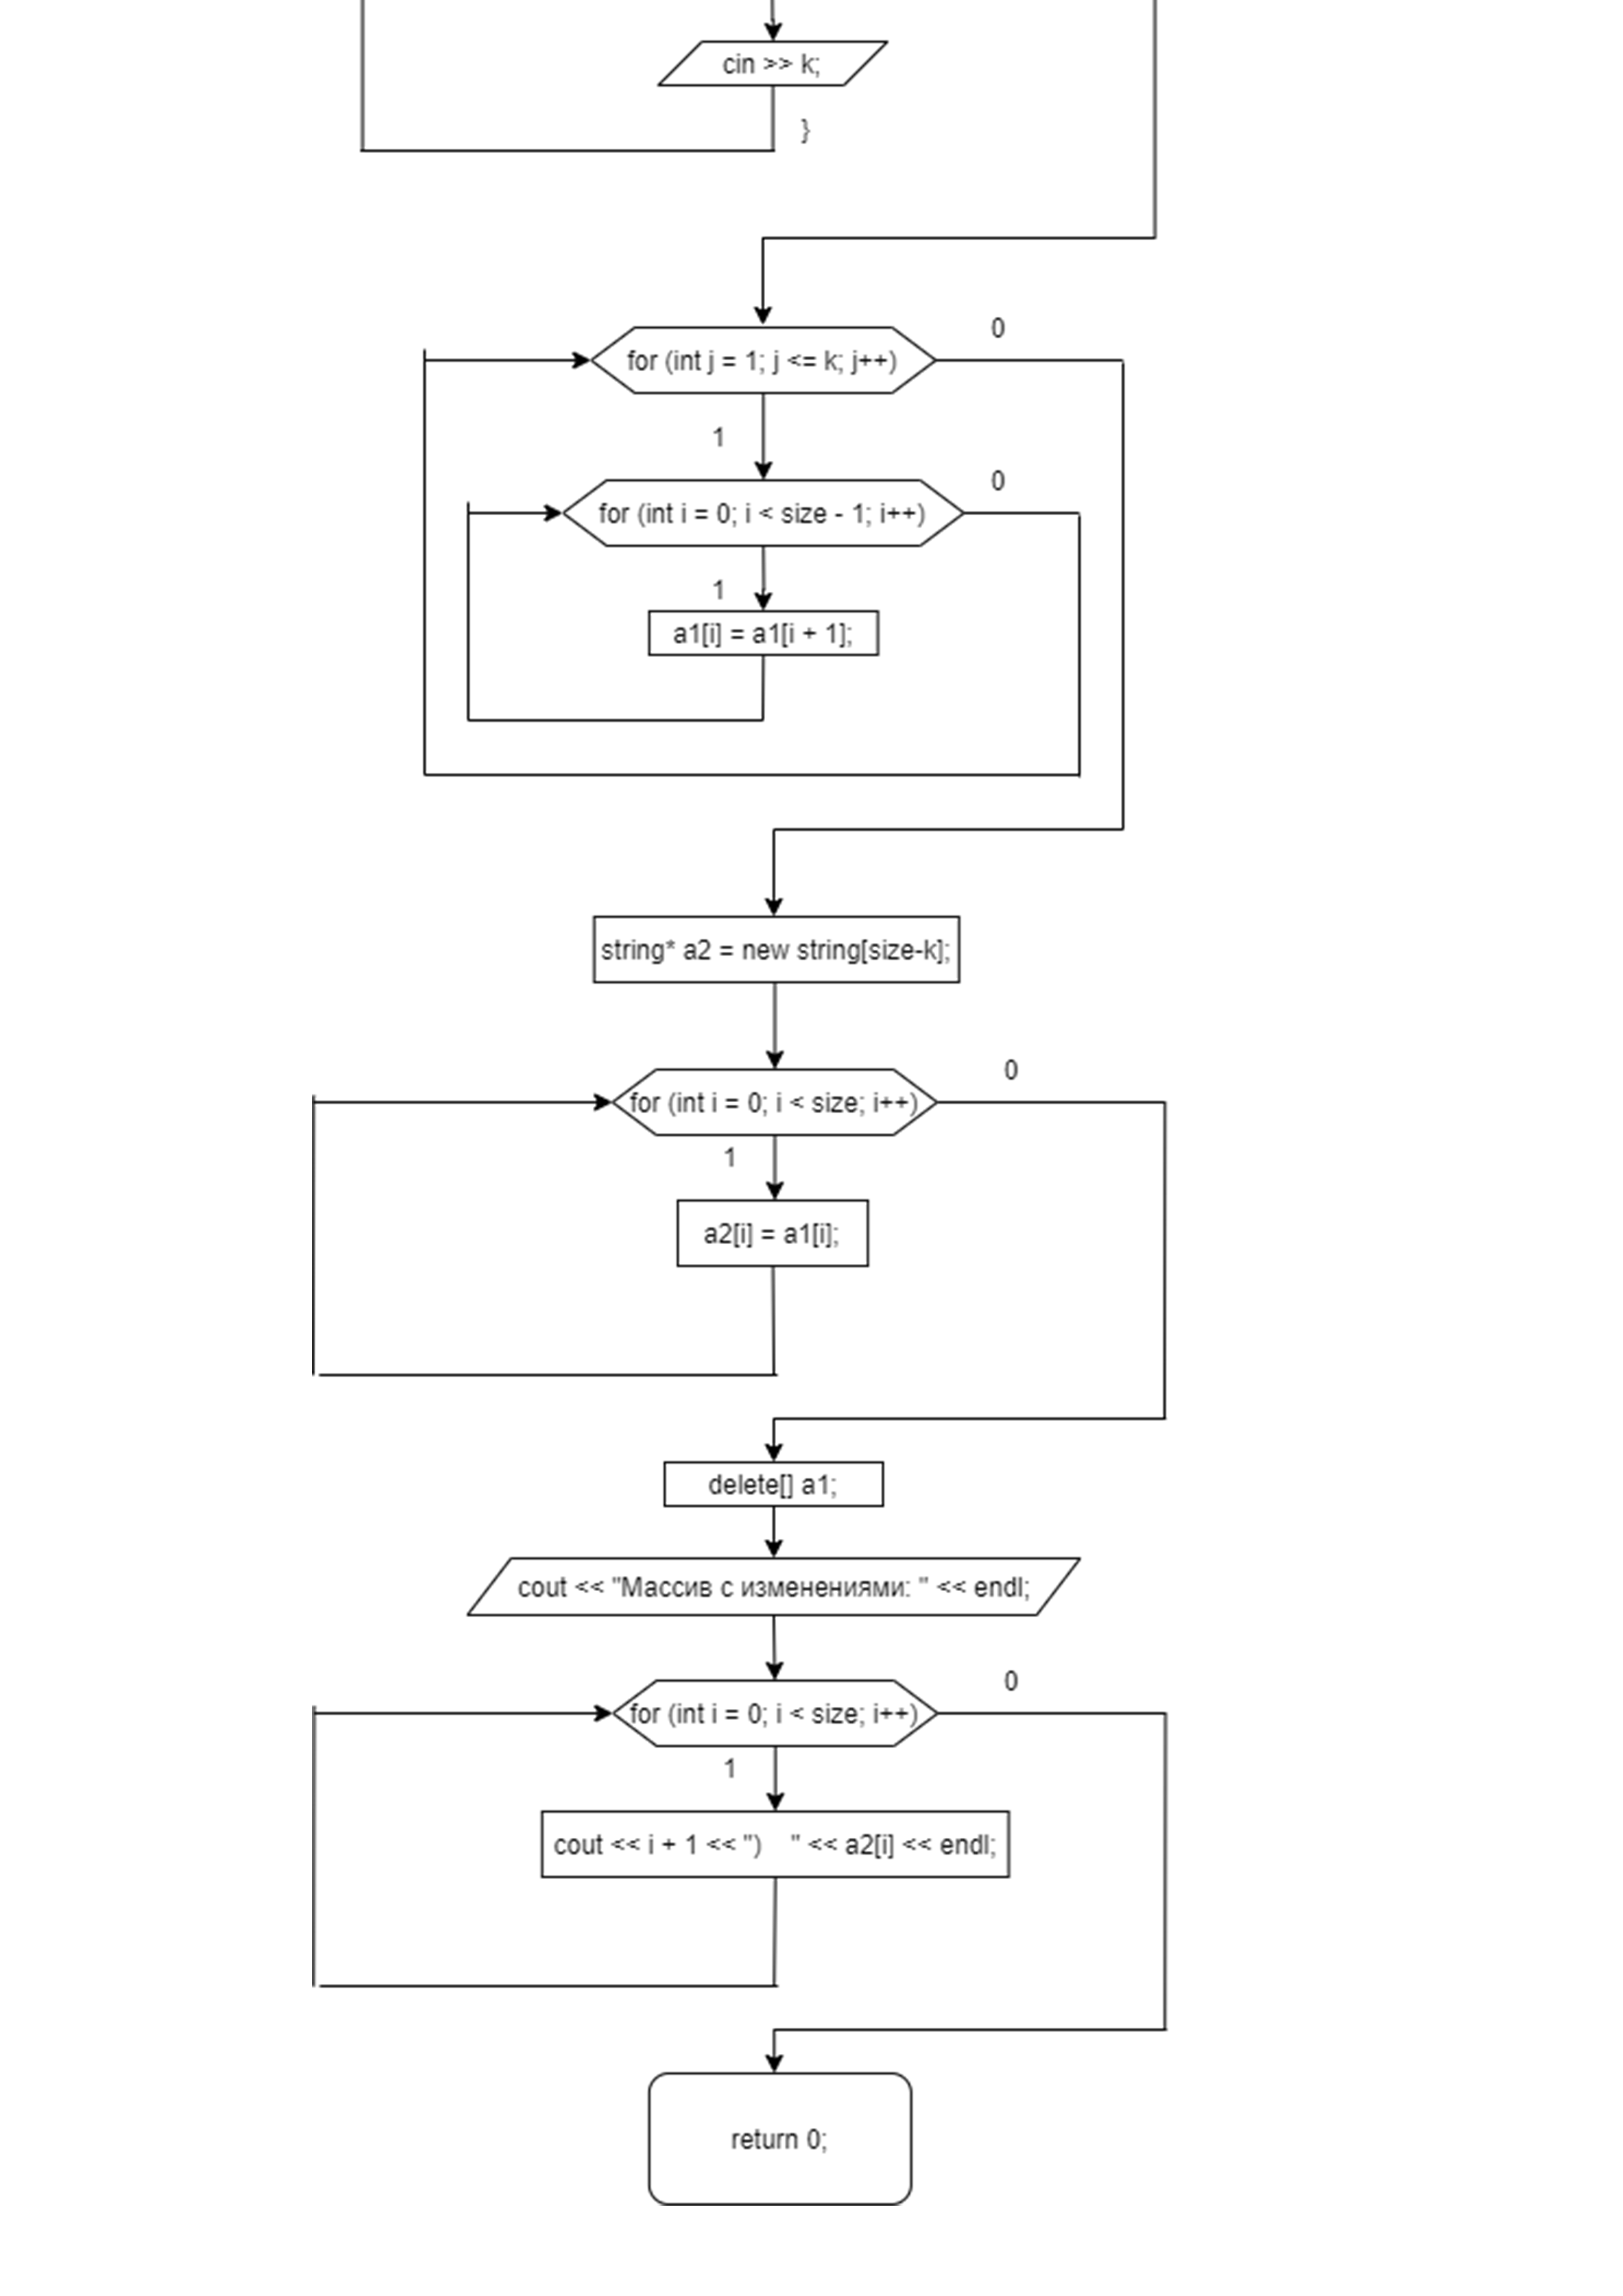 cin >> k;
}
0
for (int j = 1; j <= k; j++)
1
0
for (int i = 0; i < size - 1; i++)
1
a1[i] = a1[i + 1];
string* a2 = new string[size-k];
0
for (int i = 0; i < size; i++)
1
a2[i] = a1[i];
delete[] a1;
cout << "Массив с изменениями: " << endl;
0
for (int i = 0; i < size; i++)
1
cout << i + 1 << ")    " << a2[i] << endl;
return 0;